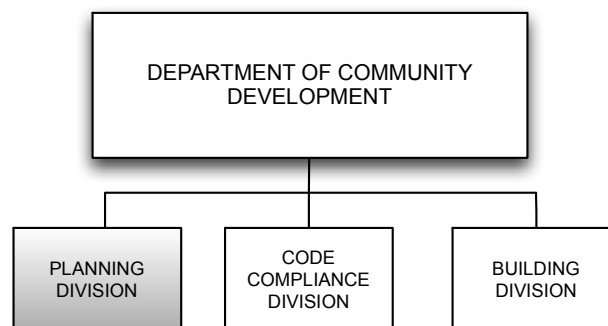 DEPARTMENT OF COMMUNITY
DEVELOPMENT
PLANNING
DIVISION
CODE
COMPLIANCE
DIVISION
BUILDING
DIVISION